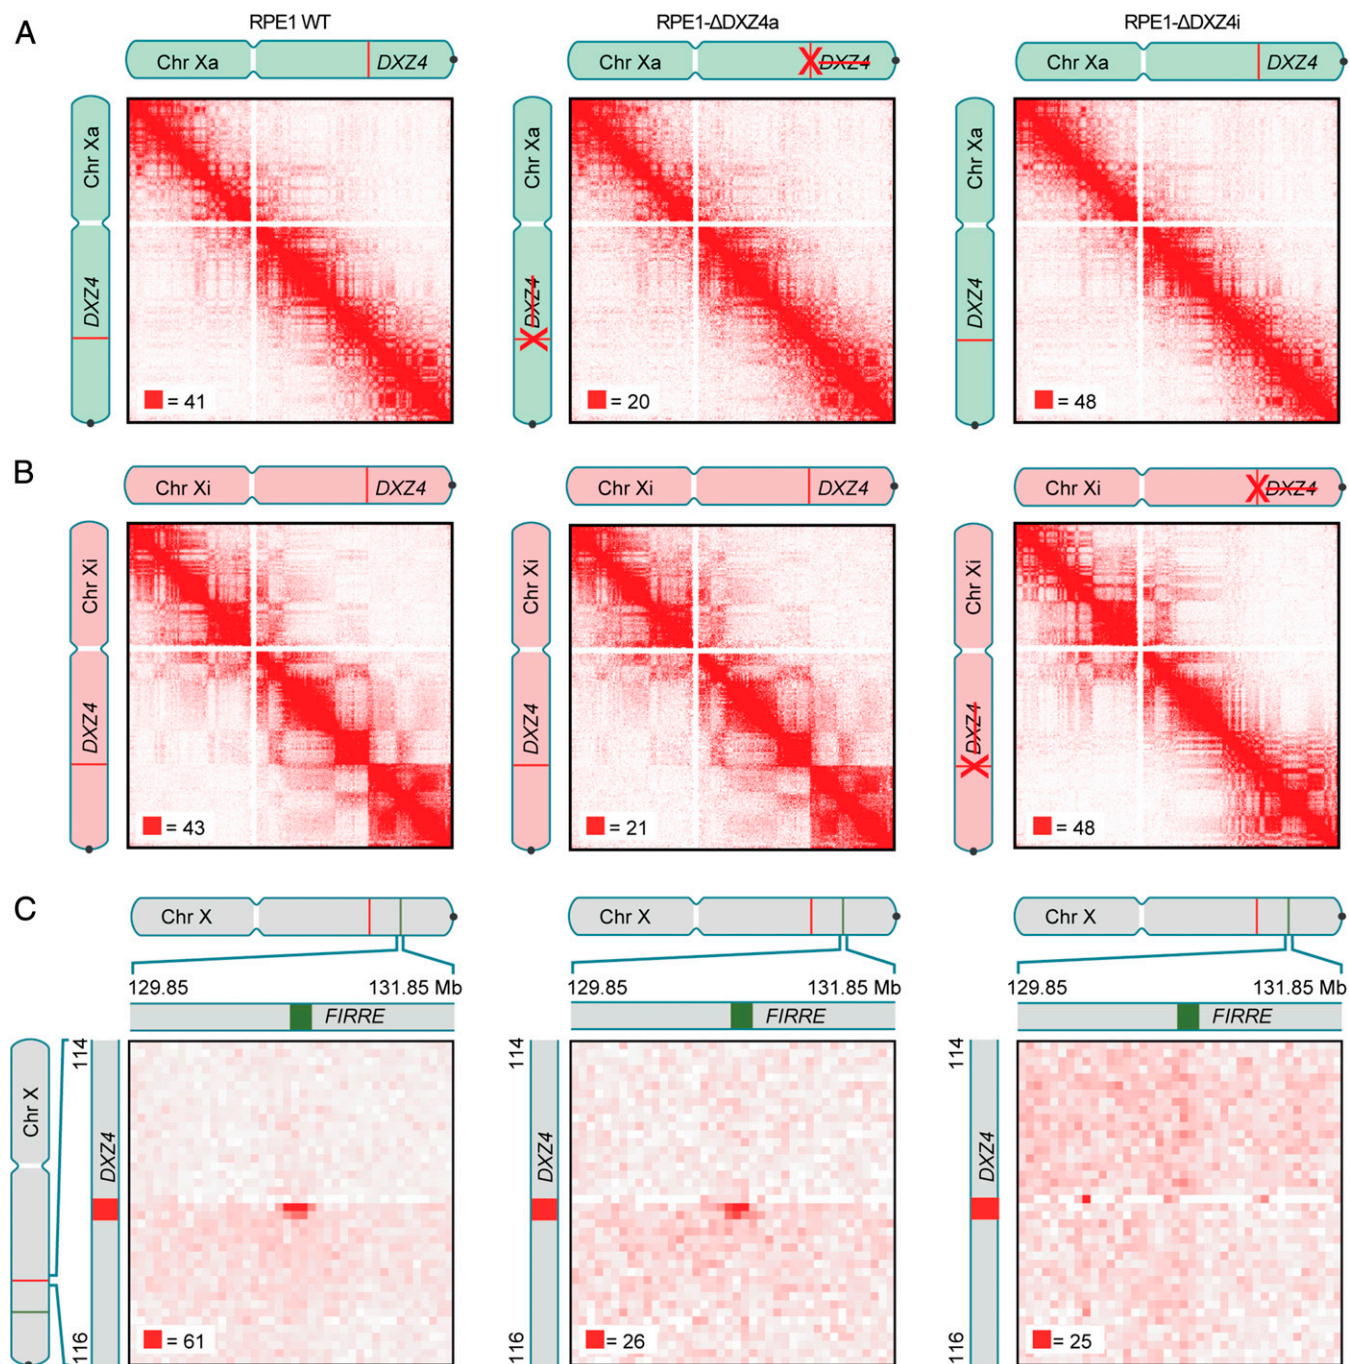 A
RPE1 WT
RPE1-ΔDXZ4a
RPE1-ΔDXZ4i
Chr Xa
DXZ4
Chr Xa
DXZ4
Chr Xa
DXZ4
Chr Xa
DXZ4
Chr Xa
DXZ4
Chr Xa
DXZ4
= 41
= 20
= 48
B
Chr Xi
DXZ4
Chr Xi
DXZ4
Chr Xi
DXZ4
Chr Xi
DXZ4
Chr Xi
DXZ4
Chr Xi
DXZ4
= 43
= 21
= 48
C
Chr X
Chr X
Chr X
129.85 131.85 Mb
129.85 131.85 Mb
129.85 131.85 Mb
FIRRE
FIRRE
FIRRE
Chr X
114
DXZ4
116
114
DXZ4
116
114
DXZ4
116
= 61
= 26
= 25